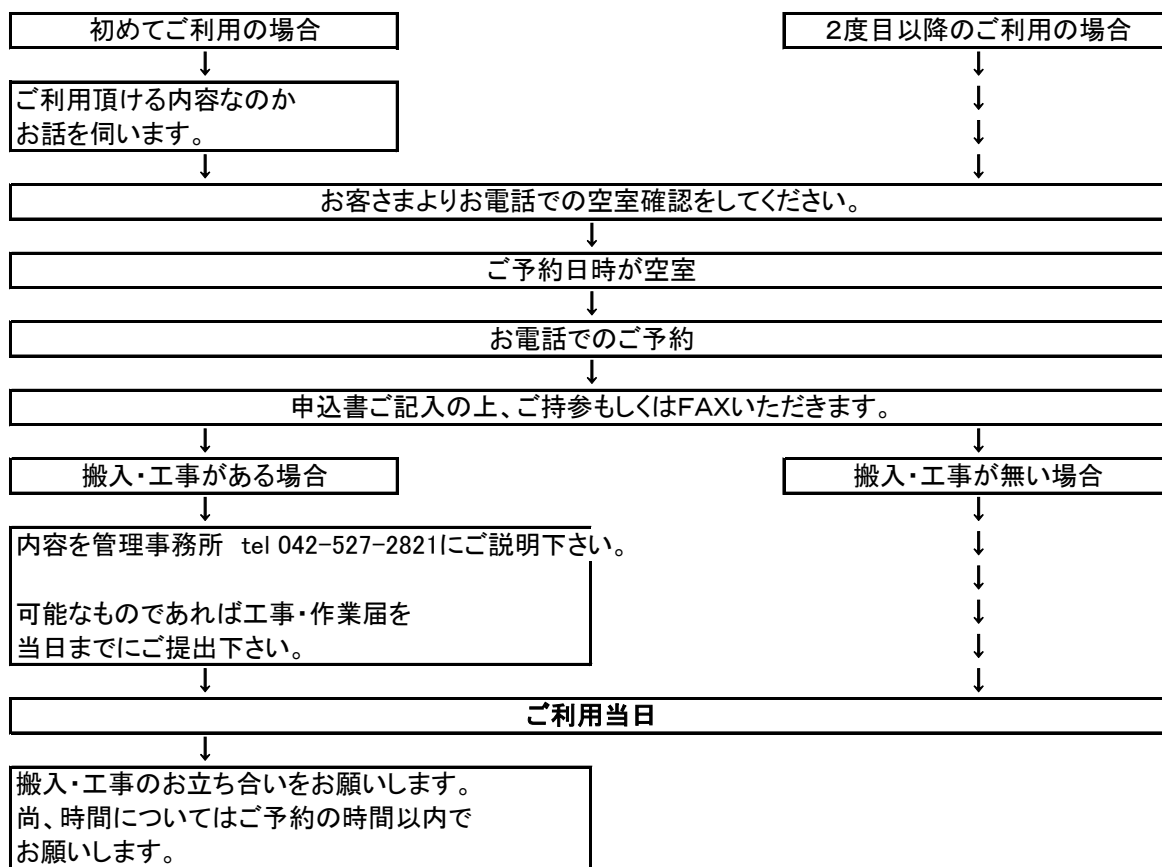 初めてご利用の場合
2度目以降のご利用の場合
↓ ↓
ご利用頂ける内容なのか ↓
お話を伺います。 ↓
↓ ↓
お客さまよりお電話での空室確認をしてください。
↓
ご予約日時が空室
↓
お電話でのご予約
↓
申込書ご記入の上、ご持参もしくはFAXいただきます。
↓ ↓
搬入・工事がある場合
搬入・工事が無い場合
↓ ↓
内容を管理事務所 tel 042-527-2821にご説明下さい。 ↓
↓
可能なものであれば工事・作業届を ↓
当日までにご提出下さい。 ↓
↓ ↓
ご利用当日
↓
搬入・工事のお立ち合いをお願いします。
尚、時間についてはご予約の時間以内で
お願いします。